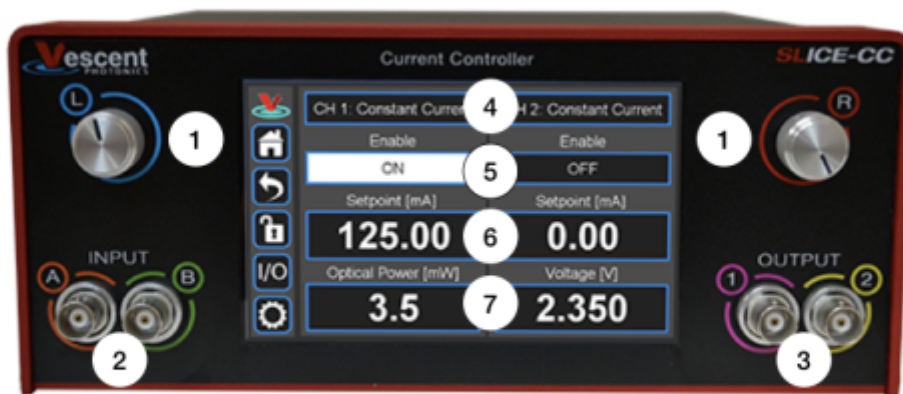 Vescent
PHOTONICS
Current Controller
SLICE-CC
L
1
4
1
R
CH 1: Constant Curren
H 2: Constant Current
Enable
Enable
ON
5
OFF
Setpoint [mA]
Setpoint [mA]
125.00
6
0.00
I/O
Optical Power [mW]
Voltage [V]
3.5
7
2.350
INPUT
A
B
2
OUTPUT
1
2
3